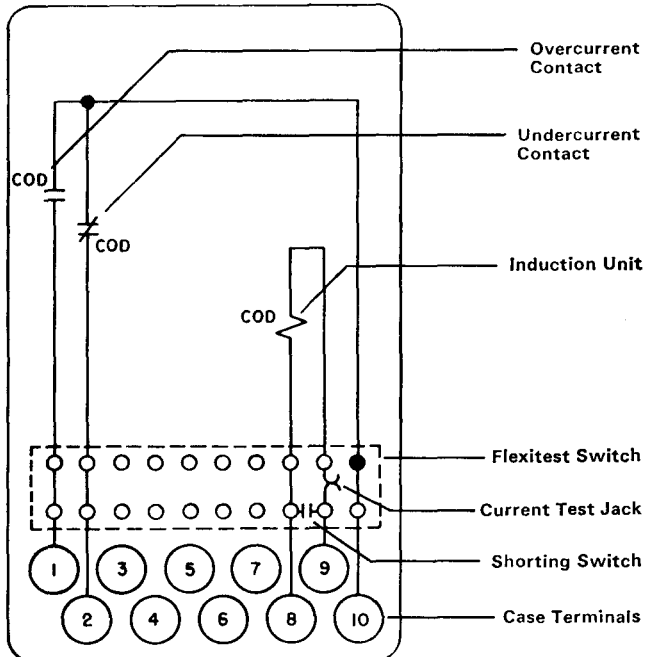 Overcurrent
Contact
Undercurrent
Contact
COD
COD
Induction Unit
COD
Flexitest Switch
Current Test Jack
Shorting Switch
1 3 5 7 9
2 4 6 8 10
Case Terminals